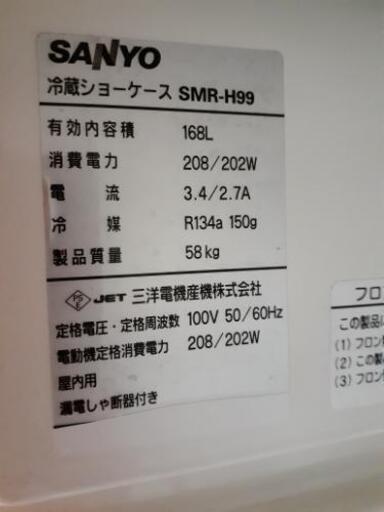 SANYO
冷蔵ショーケース SMR-H99
有効内容積 168L
消費電力 208/202W
電流 3.4/2.7A
冷媒 R134a 150g
製品質量 58kg
PSE JET 三洋電機産機株式会社
定格電圧・定格周波数 100V 50/60Hz
電動機定格消費電力 208/202W
屋内用
漏電しゃ断器付き
フロ
この製品
(1) フロン
(2) この製
(3) フロン